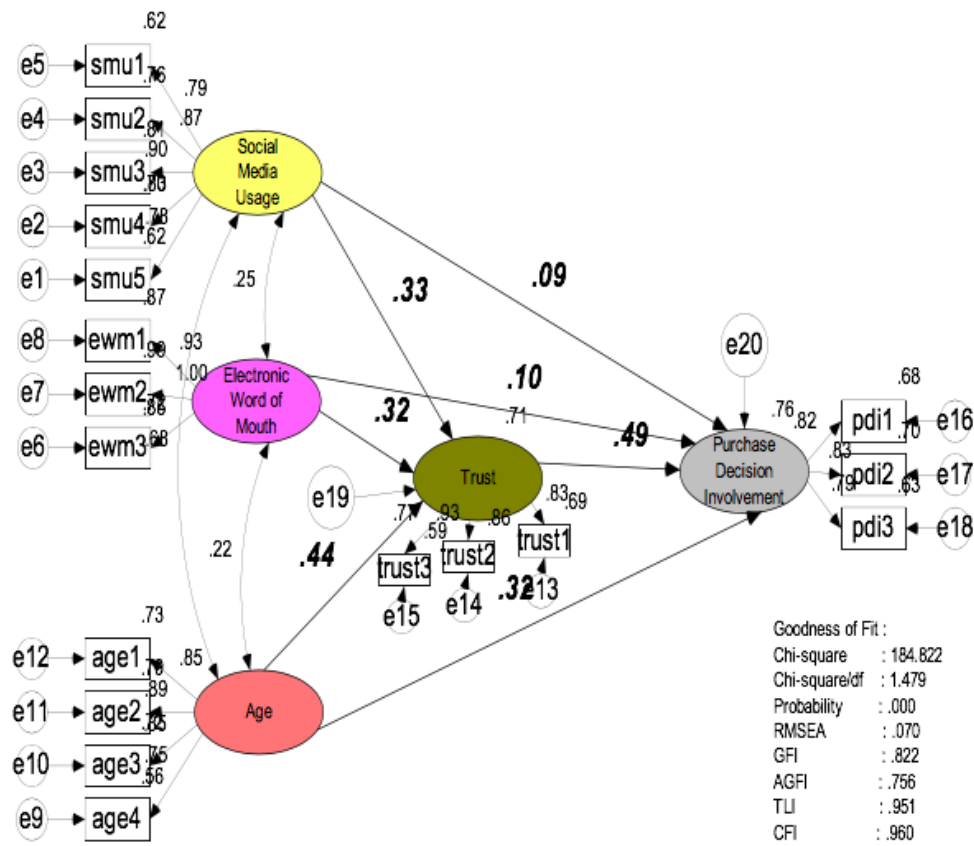 .62
e5 smu1
.79
e4 smu2 .87
.90
e3 smu3
e2 smu4
.62
e1 smu5
.87
Social
Media
Usage
.25
.33
.09
e8 ewm1 .93
1.00
e7 ewm2
e6 ewm3
.68
Electronic
Word of
Mouth
.10
.32
.71
.49
e20
.68
.76
.82
pdi1 e16
.70
.83
pdi2 e17
.79
.63
pdi3 e18
Purchase
Decision
Involvement
Trust
e19
.71
.93
.86
.83
.69
.59
trust3
trust2
trust1
e15
e14
e13
.44
.32
.22
.73
e12 age1 .85
.89
e11 age2
e10 age3
.75
.56
e9 age4
Age
Goodness of Fit :
Chi-square : 184.822
Chi-square/df : 1.479
Probability : .000
RMSEA : .070
GFI : .822
AGFI : .756
TLI : .951
CFI : .960